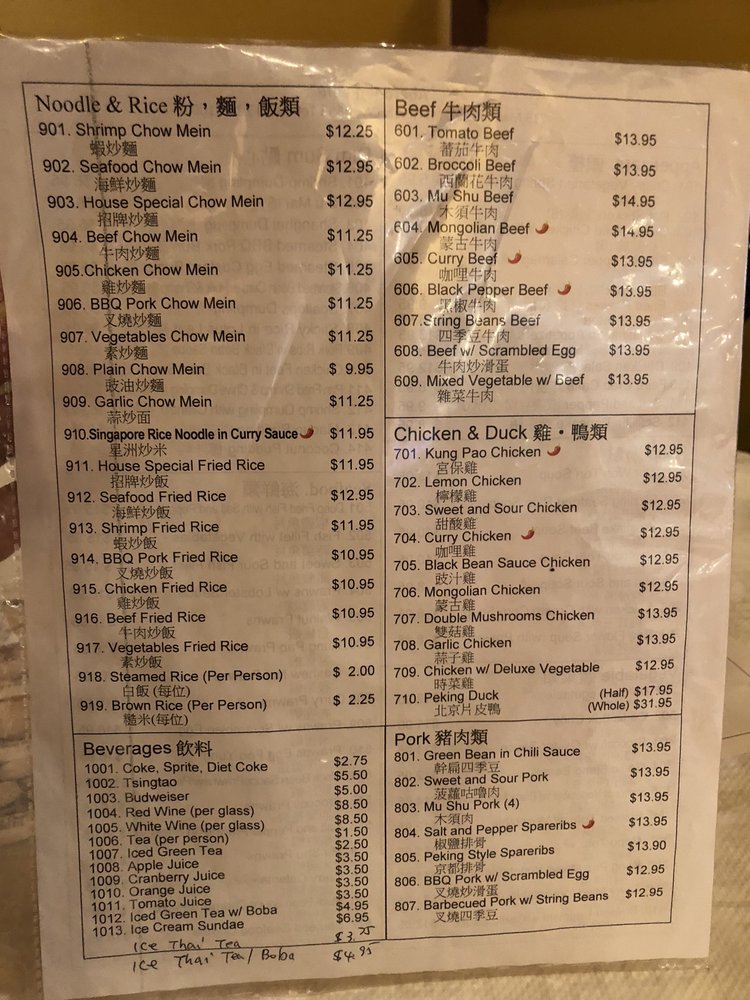 Noodle & Rice 粉，麵，飯類
901. Shrimp Chow Mein $12.25
蝦炒麵
902. Seafood Chow Mein $12.95
海鮮炒麵
903. House Special Chow Mein $12.95
招牌炒麵
904. Beef Chow Mein $11.25
牛肉炒麵
905.Chicken Chow Mein $11.25
雞炒麵
906. BBQ Pork Chow Mein $11.25
叉燒炒麵
907. Vegetables Chow Mein $11.25
素炒麵
908. Plain Chow Mein $ 9.95
豉油炒麵
909. Garlic Chow Mein $11.25
蒜炒面
910.Singapore Rice Noodle in Curry Sauce $11.95
星洲炒米
911. House Special Fried Rice $11.95
招牌炒飯
912. Seafood Fried Rice $12.95
海鮮炒飯
913. Shrimp Fried Rice $11.95
蝦炒飯
914. BBQ Pork Fried Rice $10.95
叉燒炒飯
915. Chicken Fried Rice $10.95
雞炒飯
916. Beef Fried Rice $10.95
牛肉炒飯
917. Vegetables Fried Rice $10.95
素炒飯
918. Steamed Rice (Per Person) $ 2.00
白飯 (每位)
919. Brown Rice (Per Person) $ 2.25
糙米(每位)
Beverages 飲料
1001. Coke, Sprite, Diet Coke $2.75
1002. Tsingtao $5.50
1003. Budweiser $5.00
1004. Red Wine (per glass) $8.50
1005. White Wine (per glass) $8.50
1006. Tea (per person) $1.50
1007. Iced Green Tea $2.50
1008. Apple Juice $3.50
1009. Cranberry Juice $3.50
1010. Orange Juice $3.50
1011. Tomato Juice $3.50
1012. Iced Green Tea w/ Boba $4.95
1013. Ice Cream Sundae $6.95
Ice Thai Tea $3.75
Ice Thai Tea/Boba $4.95
Beef 牛肉類
601. Tomato Beef $13.95
蕃茄牛肉
602. Broccoli Beef $13.95
西蘭花牛肉
603. Mu Shu Beef $14.95
木須牛肉
604. Mongolian Beef $14.95
蒙古牛肉
605. Curry Beef $13.95
咖哩牛肉
606. Black Pepper Beef $13.95
黑椒牛肉
607.String Beans Beef $13.95
四季豆牛肉
608. Beef w/ Scrambled Egg $13.95
牛肉炒滑蛋
609. Mixed Vegetable w/ Beef $13.95
雜菜牛肉
Chicken & Duck 雞・鴨類
701. Kung Pao Chicken $12.95
宮保雞
702. Lemon Chicken $12.95
檸檬雞
703. Sweet and Sour Chicken $12.95
甜酸雞
704. Curry Chicken $12.95
咖哩雞
705. Black Bean Sauce Chicken $12.95
豉汁雞
706. Mongolian Chicken $12.95
蒙古雞
707. Double Mushrooms Chicken $13.95
雙菇雞
708. Garlic Chicken $13.95
蒜子雞
709. Chicken w/ Deluxe Vegetable $12.95
時菜雞
710. Peking Duck (Half) $17.95
北京片皮鴨 (Whole) $31.95
Pork 豬肉類
801. Green Bean in Chili Sauce $13.95
幹扁四季豆
802. Sweet and Sour Pork $13.95
菠蘿咕嚕肉
803. Mu Shu Pork (4) $13.95
木須肉
804. Salt and Pepper Spareribs $13.95
椒鹽排骨
805. Peking Style Spareribs $13.90
京都排骨
806. BBQ Pork w/ Scrambled Egg $12.95
叉燒炒滑蛋
807. Barbecued Pork w/ String Beans $12.95
叉燒四季豆